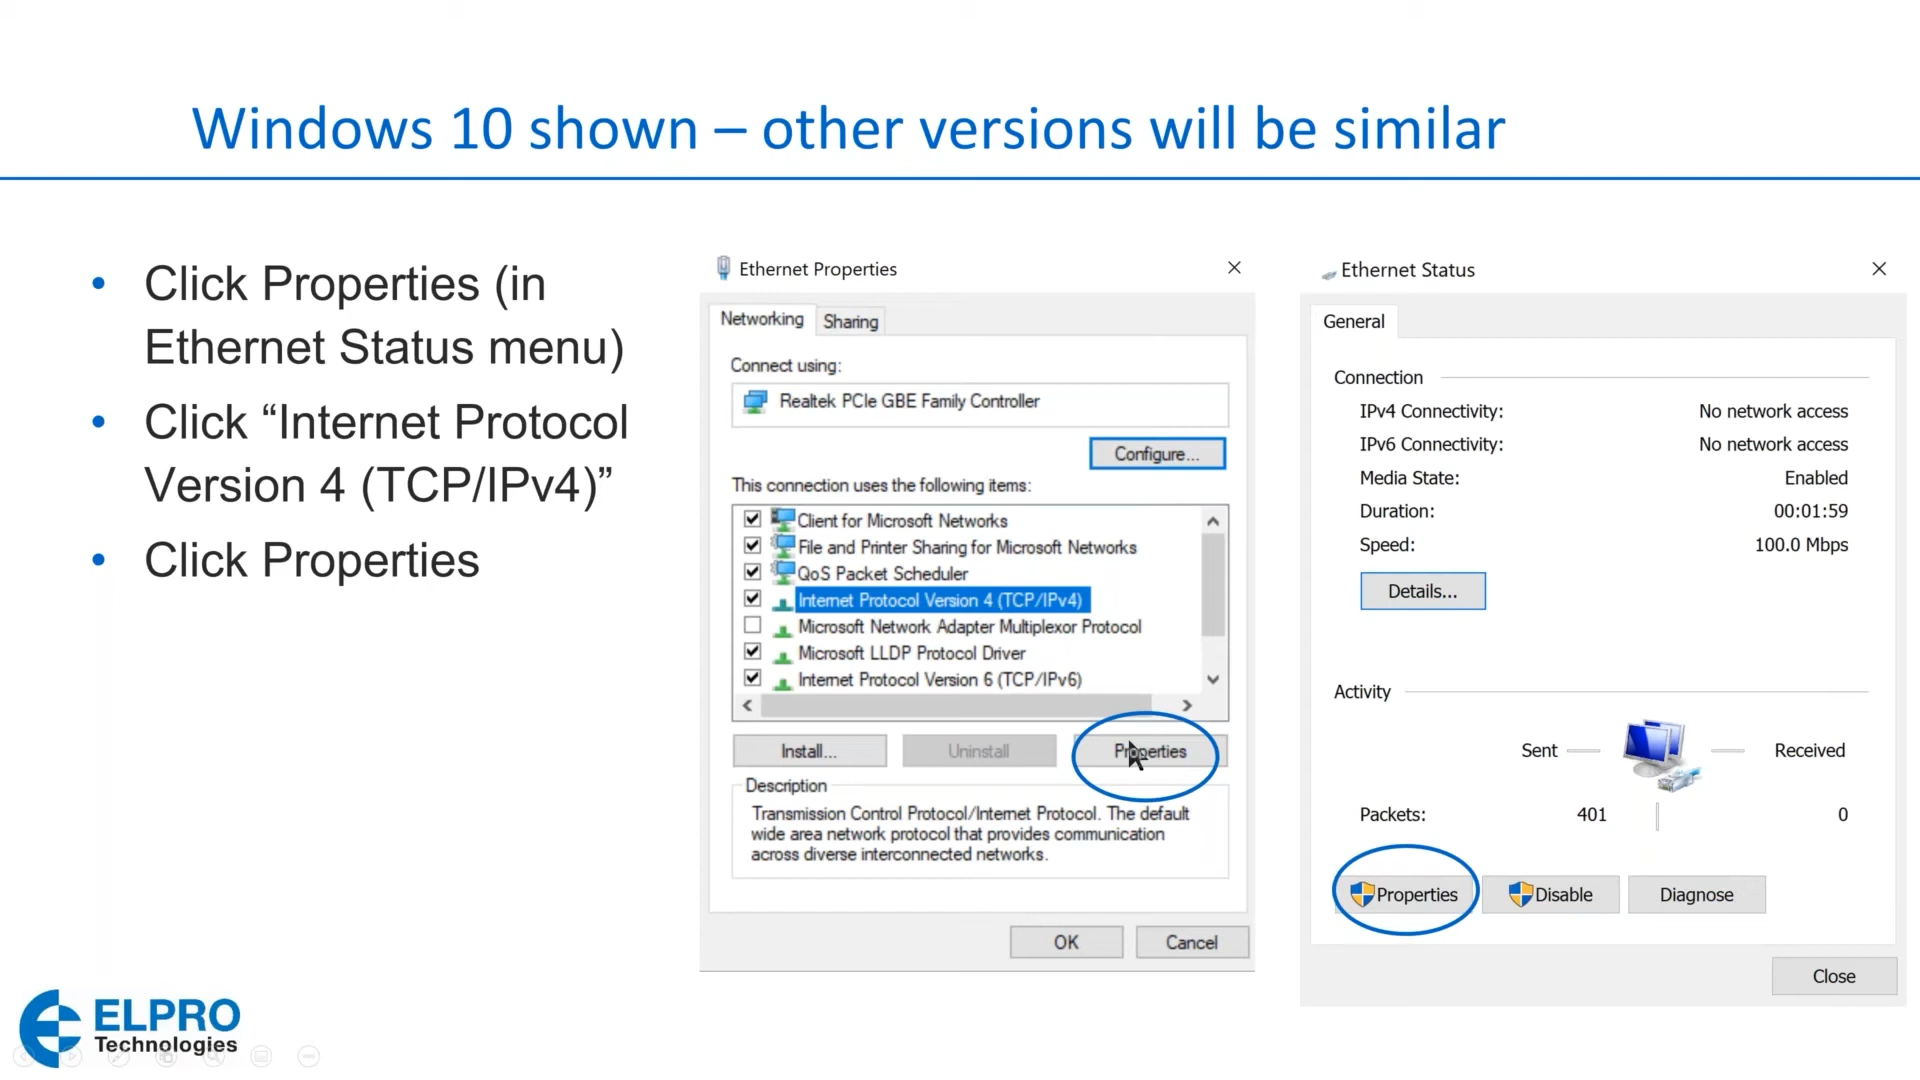 Windows 10 shown – other versions will be similar
• Click Properties (in
Ethernet Status menu)
• Click “Internet Protocol
Version 4 (TCP/IPv4)”
• Click Properties
Ethernet Properties
Networking
Sharing
Connect using:
Realtek PCIe GBE Family Controller
Configure...
This connection uses the following items:
Client for Microsoft Networks
File and Printer Sharing for Microsoft Networks
QoS Packet Scheduler
Internet Protocol Version 4 (TCP/IPv4)
Microsoft Network Adapter Multiplexor Protocol
Microsoft LLDP Protocol Driver
Internet Protocol Version 6 (TCP/IPv6)
Install...
Uninstall
Properties
Description
Transmission Control Protocol/Internet Protocol. The default
wide area network protocol that provides communication
across diverse interconnected networks.
OK
Cancel
Ethernet Status
General
Connection
IPv4 Connectivity: No network access
IPv6 Connectivity: No network access
Media State: Enabled
Duration: 00:01:59
Speed: 100.0 Mbps
Details...
Activity
Sent
Received
Packets: 401 0
Properties
Disable
Diagnose
Close
ELPRO
Technologies